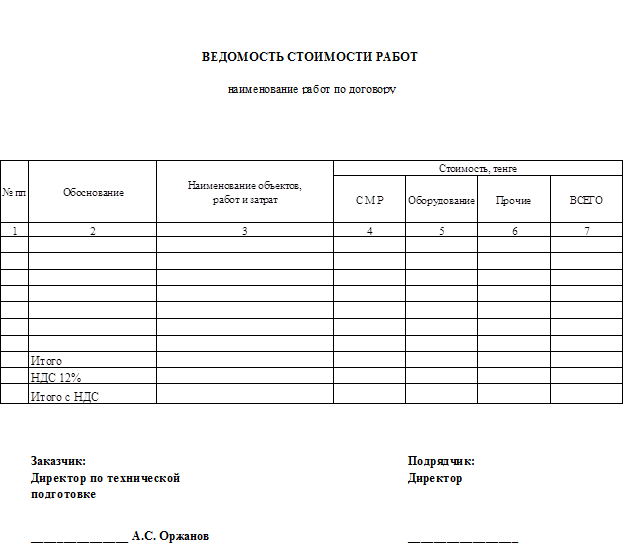 ВЕДОМОСТЬ СТОИМОСТИ РАБОТ
наименование работ по договору
№ пп Обоснование Наименование объектов, работ и затрат Стоимость, тенге
С М Р Оборудование Прочие ВСЕГО
1 2 3 4 5 6 7
Итого
НДС 12%
Итого с НДС
Заказчик: Подрядчик:
Директор по технической Директор
подготовке
_______________ А.С. Оржанов _________________